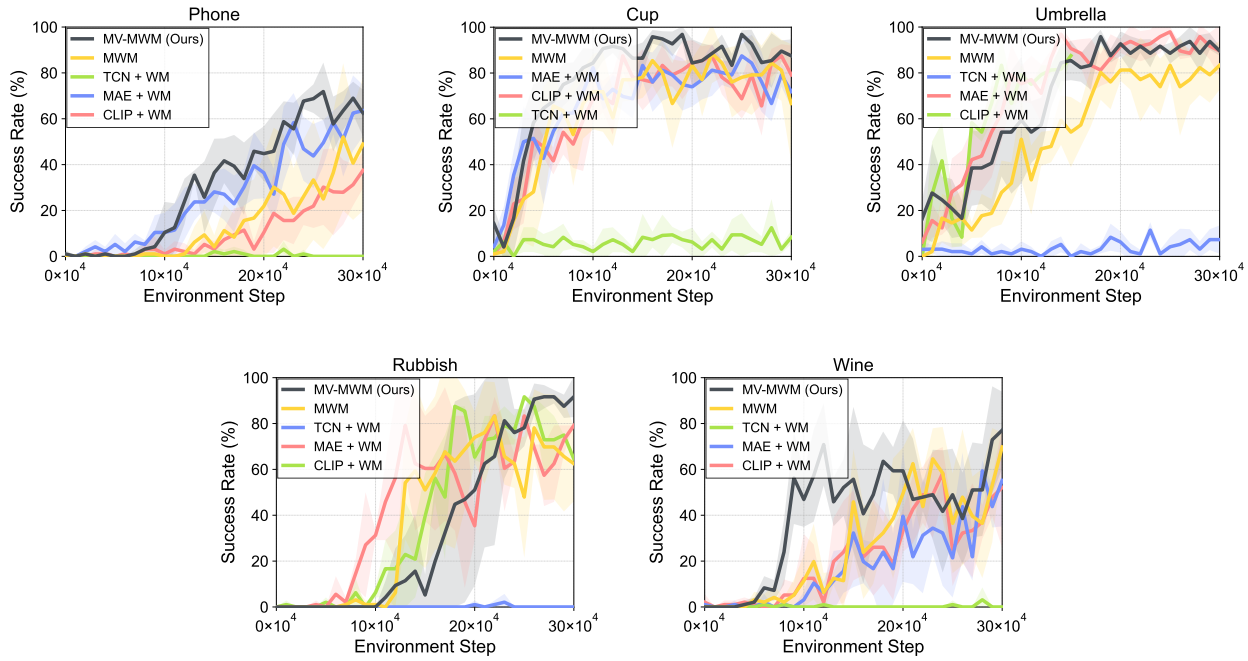 Phone
Success Rate (%)
100
80
60
40
20
0
MV-MWM (Ours)
MWM
TCN + WM
MAE + WM
CLIP + WM
0×10⁴ 10×10⁴ 20×10⁴ 30×10⁴
Environment Step
Cup
Success Rate (%)
100
80
60
40
20
0
MV-MWM (Ours)
MWM
MAE + WM
CLIP + WM
TCN + WM
0×10⁴ 10×10⁴ 20×10⁴ 30×10⁴
Environment Step
Umbrella
Success Rate (%)
100
80
60
40
20
0
MV-MWM (Ours)
MWM
TCN + WM
MAE + WM
CLIP + WM
0×10⁴ 10×10⁴ 20×10⁴ 30×10⁴
Environment Step
Rubbish
Success Rate (%)
100
80
60
40
20
0
MV-MWM (Ours)
MWM
TCN + WM
MAE + WM
CLIP + WM
0×10⁴ 10×10⁴ 20×10⁴ 30×10⁴
Environment Step
Wine
Success Rate (%)
100
80
60
40
20
0
MV-MWM (Ours)
MWM
TCN + WM
MAE + WM
CLIP + WM
0×10⁴ 10×10⁴ 20×10⁴ 30×10⁴
Environment Step